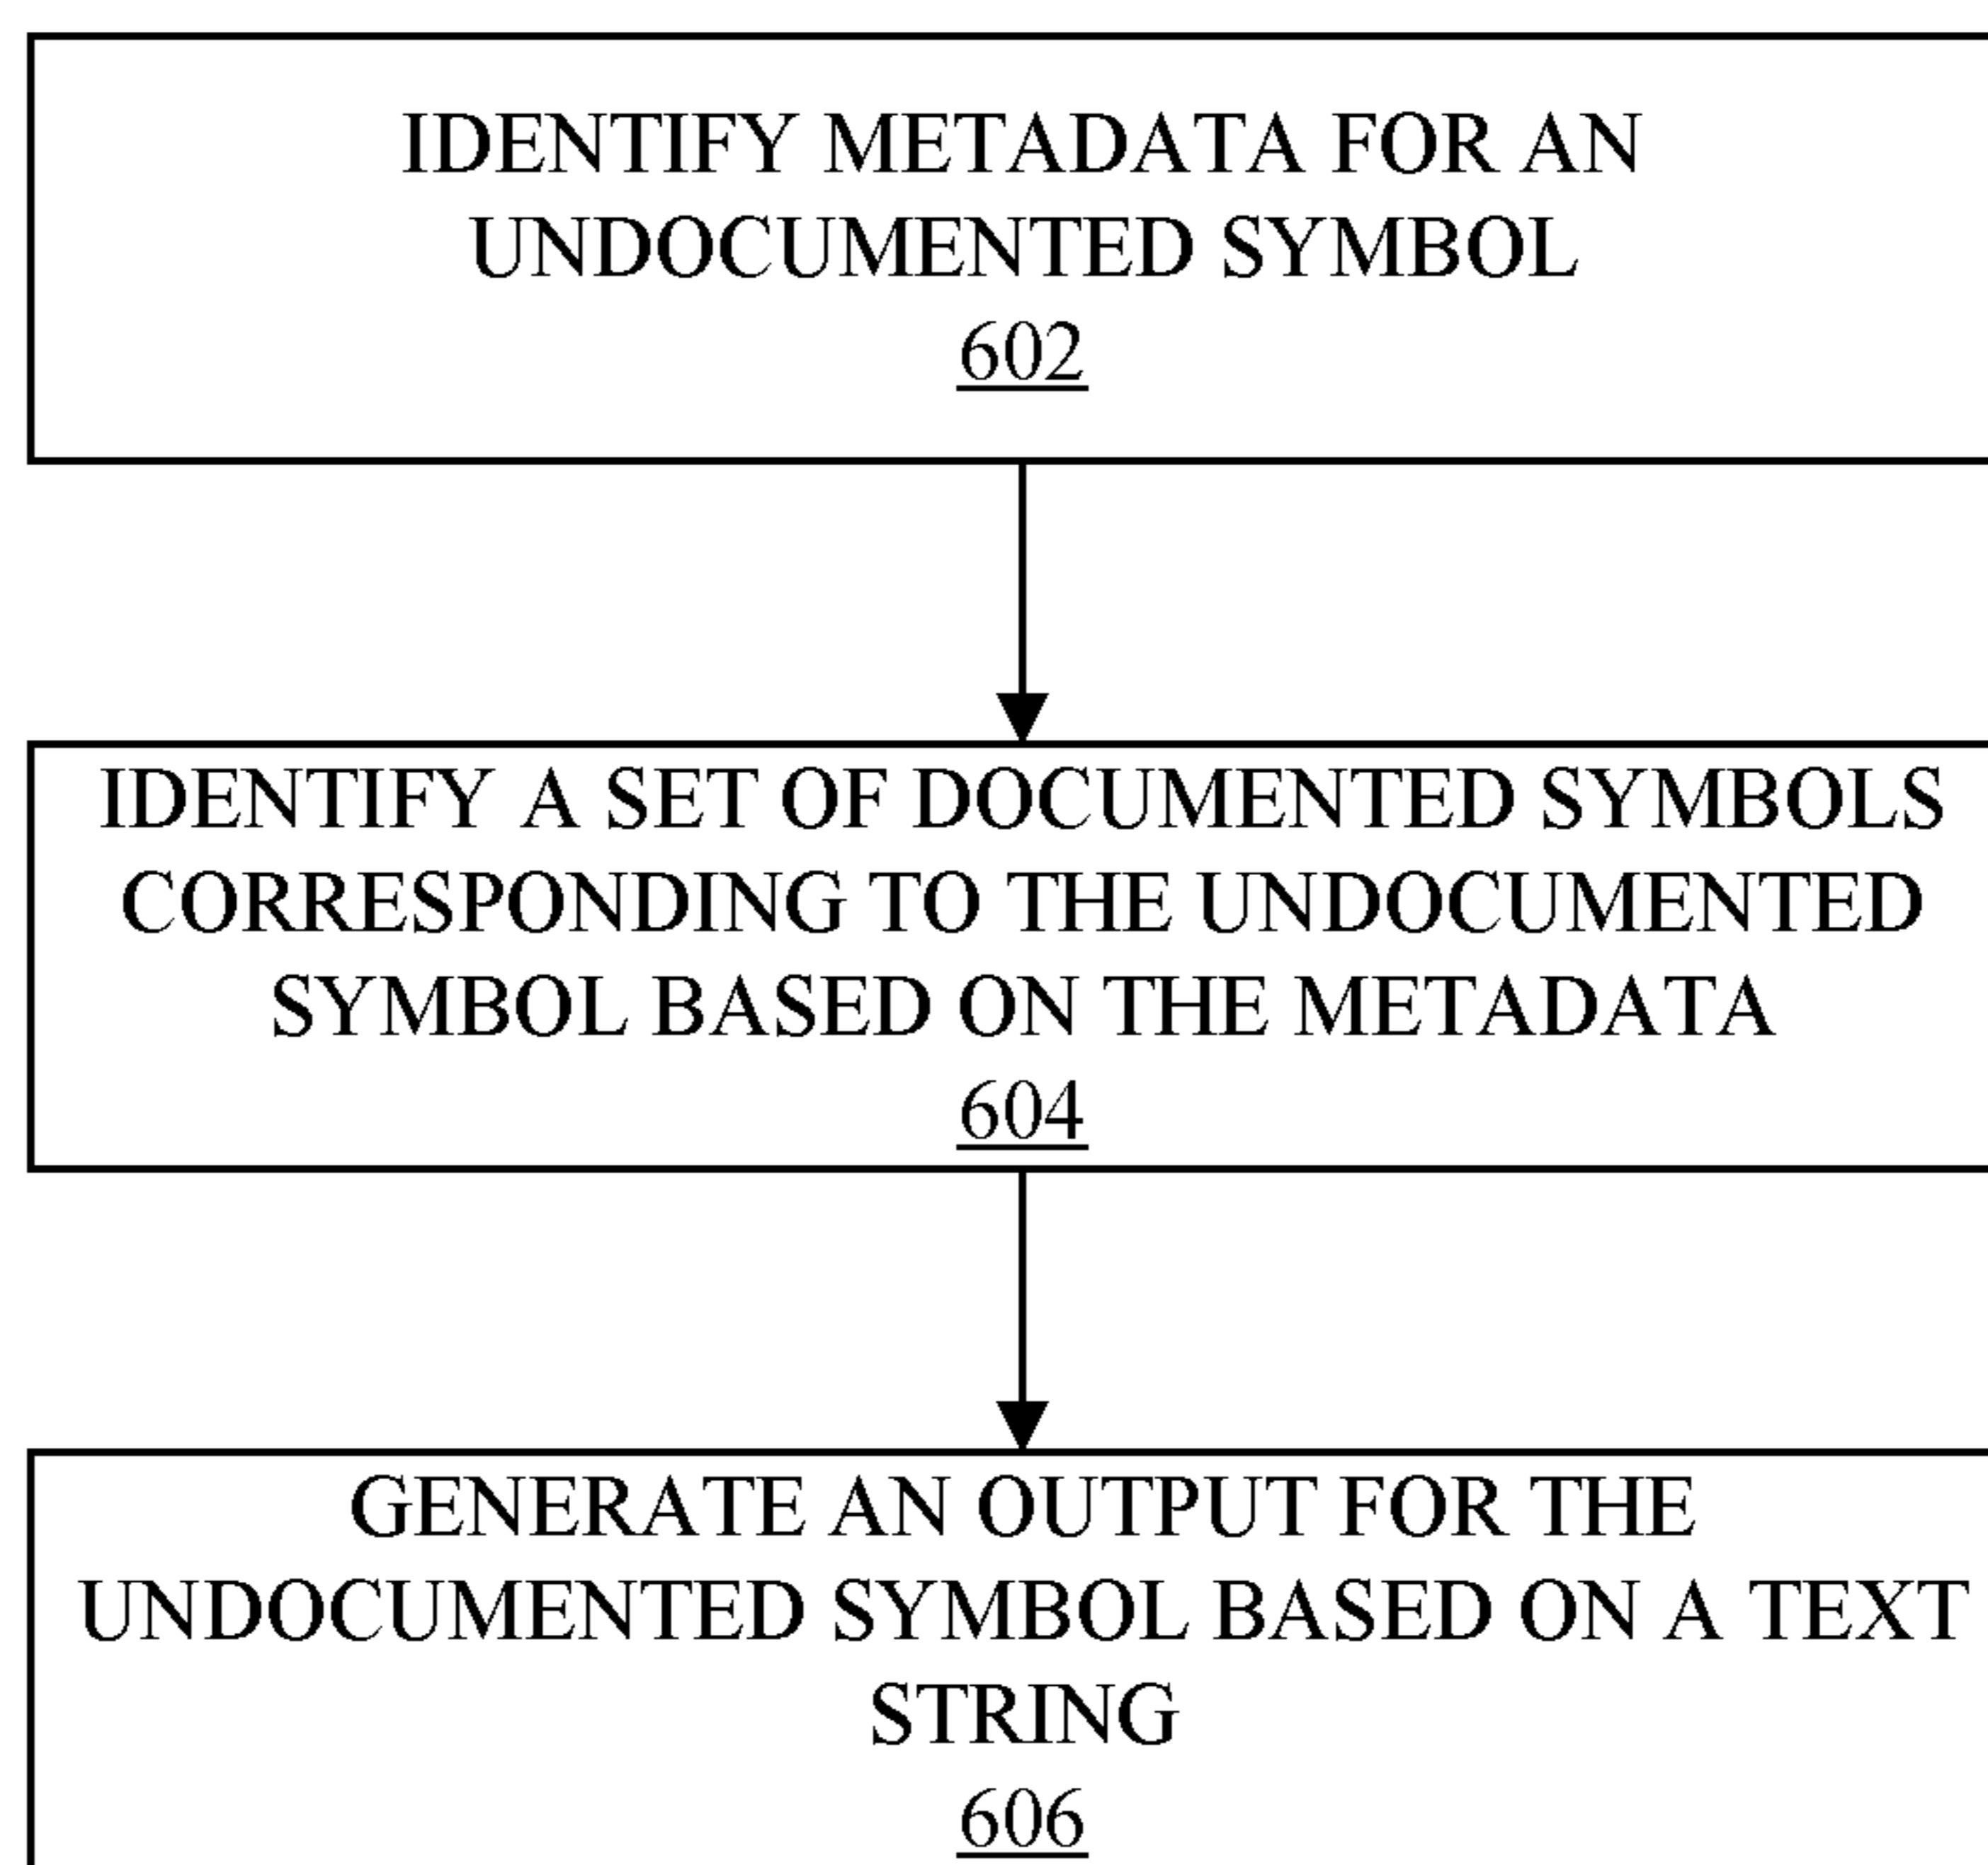 IDENTIFY METADATA FOR AN
UNDOCUMENTED SYMBOL
602
IDENTIFY A SET OF DOCUMENTED SYMBOLS
CORRESPONDING TO THE UNDOCUMENTED
SYMBOL BASED ON THE METADATA
604
GENERATE AN OUTPUT FOR THE
UNDOCUMENTED SYMBOL BASED ON A TEXT
STRING
606